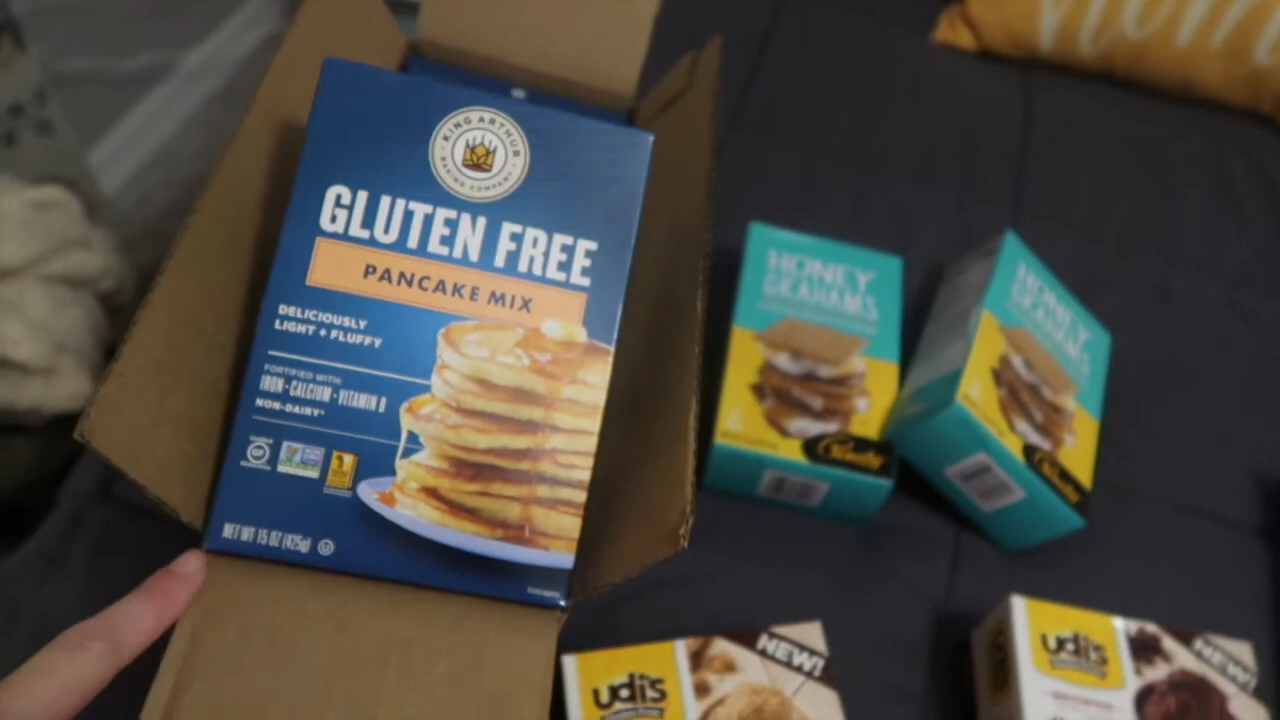 KING ARTHUR
BAKING COMPANY
GLUTEN FREE
PANCAKE MIX
DELICIOUSLY
LIGHT + FLUFFY
FORTIFIED WITH:
IRON • CALCIUM • VITAMIN D
NON-DAIRY*
GF
NET WT 15 OZ (425g)
U
HONEY
GRAHAMS
HONEY
GRAHAMS
udi's
NEW!
udi's
NEW!